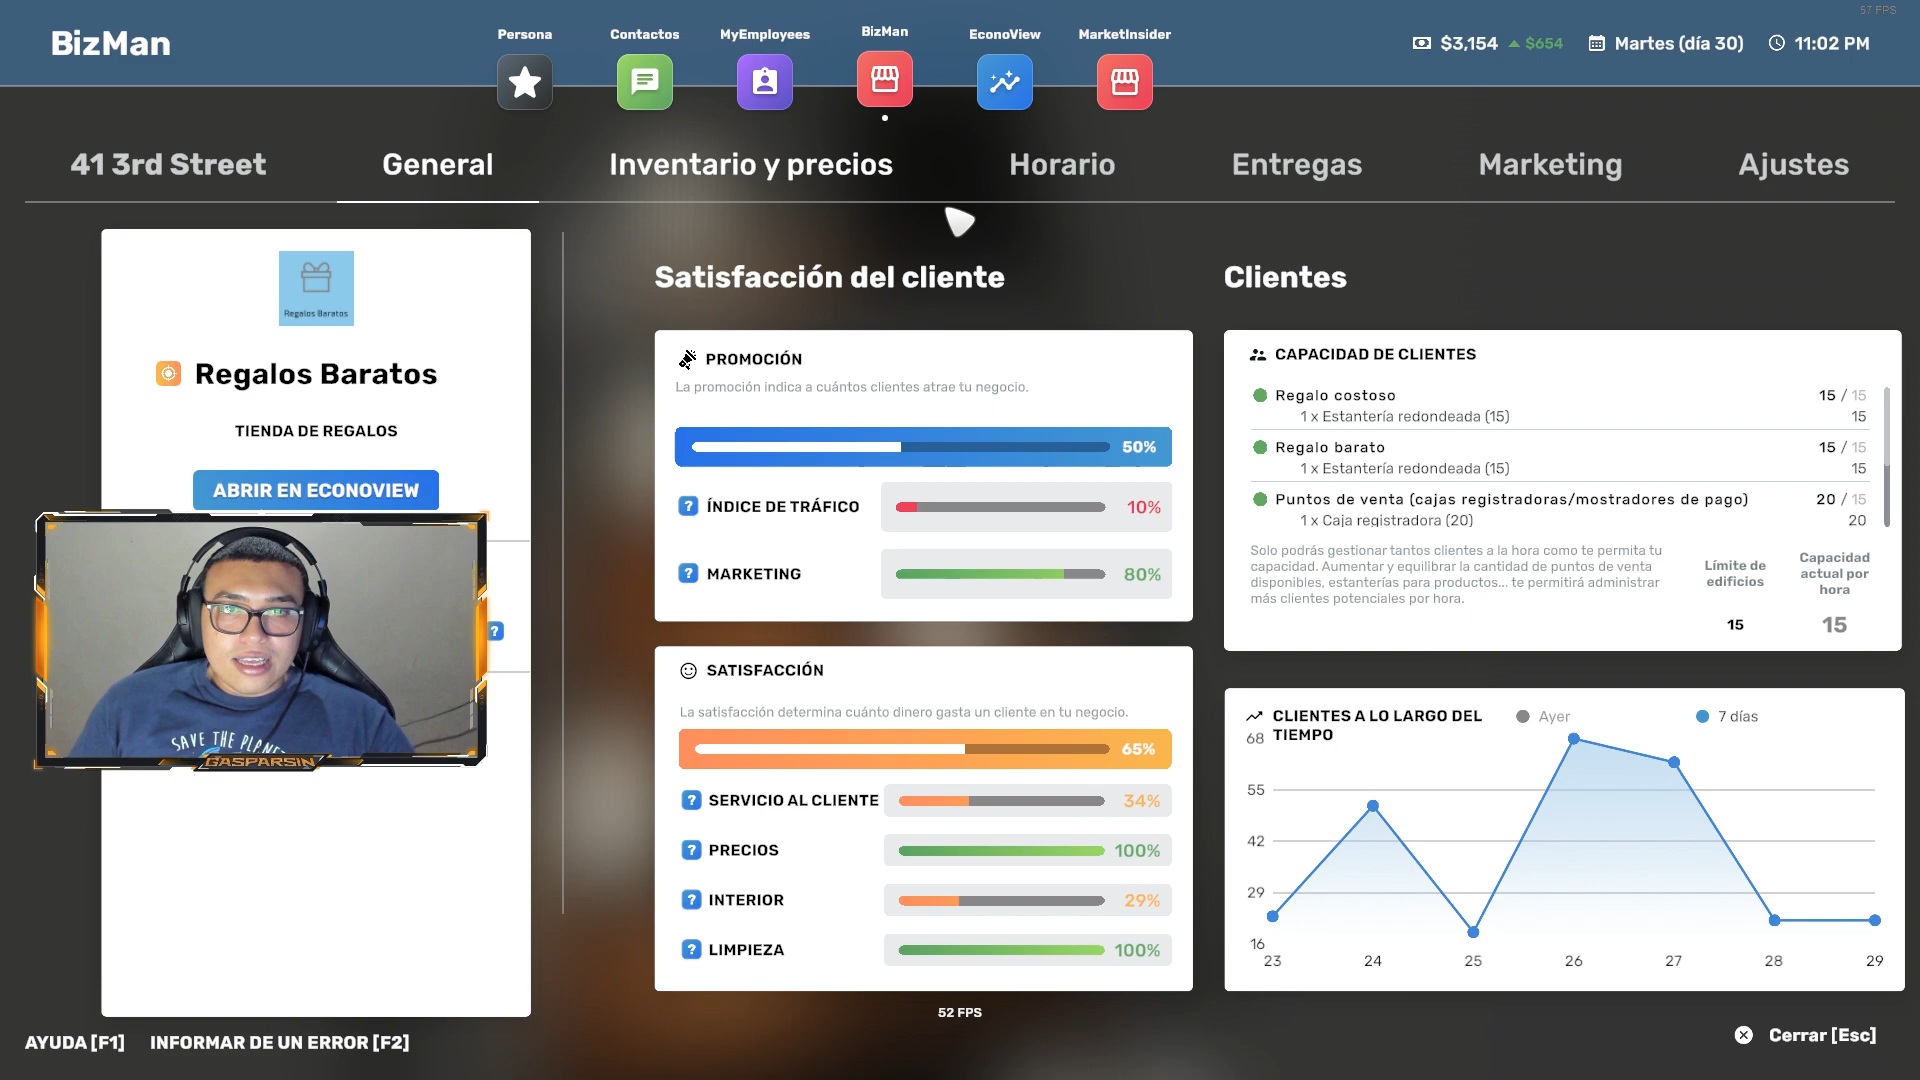 57 FPS
BizMan
Persona
Contactos
MyEmployees
BizMan
EconoView
MarketInsider
$3,154
$654
Martes (día 30)
11:02 PM
41 3rd Street
General
Inventario y precios
Horario
Entregas
Marketing
Ajustes
Regalos Baratos
Regalos Baratos
TIENDA DE REGALOS
ABRIR EN ECONOVIEW
?
SAVE THE PLANET
GASPARSIN
Satisfacción del cliente
PROMOCIÓN
La promoción indica a cuántos clientes atrae tu negocio.
50%
? ÍNDICE DE TRÁFICO 10%
? MARKETING 80%
SATISFACCIÓN
La satisfacción determina cuánto dinero gasta un cliente en tu negocio.
65%
? SERVICIO AL CLIENTE 34%
? PRECIOS 100%
? INTERIOR 29%
? LIMPIEZA 100%
Clientes
CAPACIDAD DE CLIENTES
Regalo costoso 15 / 15
1 x Estantería redondeada (15) 15
Regalo barato 15 / 15
1 x Estantería redondeada (15) 15
Puntos de venta (cajas registradoras/mostradores de pago) 20 / 15
1 x Caja registradora (20) 20
Solo podrás gestionar tantos clientes a la hora como te permita tu
capacidad. Aumentar y equilibrar la cantidad de puntos de venta
disponibles, estanterías para productos... te permitirá administrar
más clientes potenciales por hora.
Límite de
edificios
15
Capacidad
actual por
hora
15
CLIENTES A LO LARGO DEL
TIEMPO
Ayer
7 días
68
55
42
29
16
23 24 25 26 27 28 29
52 FPS
AYUDA [F1]
INFORMAR DE UN ERROR [F2]
Cerrar [Esc]